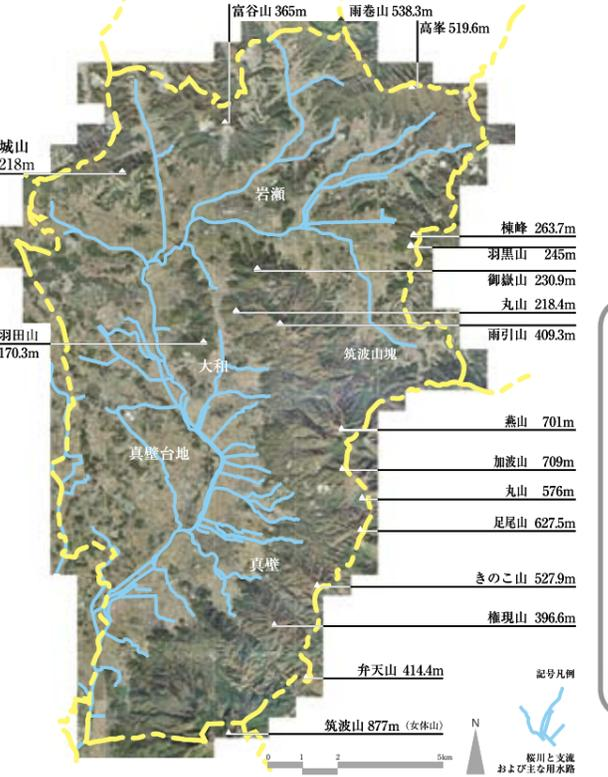 富谷山 365m
雨巻山 538.3m
高峯 519.6m
城山
218m
岩瀬
棟峰 263.7m
羽黒山 245m
御嶽山 230.9m
丸山 218.4m
雨引山 409.3m
羽田山
170.3m
大和
筑波山塊
燕山 701m
真壁台地
加波山 709m
丸山 576m
足尾山 627.5m
真壁
きのこ山 527.9m
権現山 396.6m
弁天山 414.4m
記号凡例
筑波山 877m (女体山)
N
0 1 2 5km
桜川と支流
および主な用水路